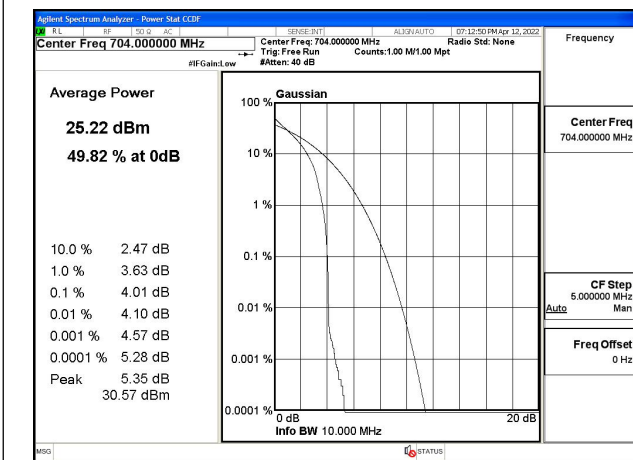 Agilent Spectrum Analyzer - Power Stat CCDF
RL RF 50 Ω AC SENSE:INT ALIGN AUTO 07:12:50 PM Apr 12, 2022
Center Freq 704.000000 MHz
Center Freq: 704.000000 MHz Radio Std: None
Trig: Free Run Counts:1.00 M/1.00 Mpt
#IFGain:Low #Atten: 40 dB
Frequency
Average Power
25.22 dBm
49.82 % at 0dB
10.0 % 2.47 dB
1.0 % 3.63 dB
0.1 % 4.01 dB
0.01 % 4.10 dB
0.001 % 4.57 dB
0.0001 % 5.28 dB
Peak 5.35 dB
30.57 dBm
Gaussian
100 %
10 %
1 %
0.1 %
0.01 %
0.001 %
0.0001 %
0 dB 20 dB
Info BW 10.000 MHz
Center Freq
704.000000 MHz
CF Step
5.000000 MHz
Auto Man
Freq Offset
0 Hz
MSG STATUS